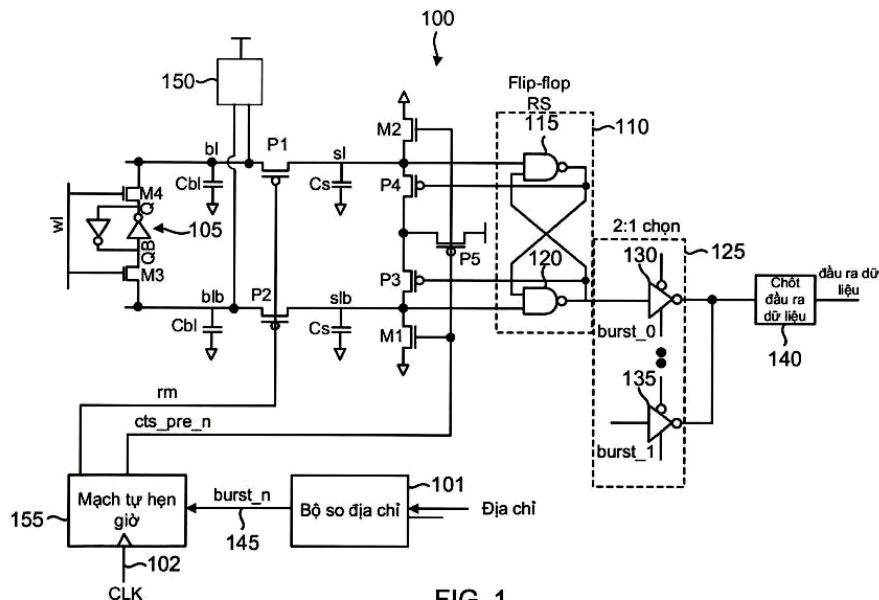 100
Flip-flop
RS
150
115
110
M2
bl
P1
sl
Cbl
Cs
P4
M4
Q
wl
105
QB
P5
2:1 chọn
125
M3
P3
120
130
blb
P2
slb
Cbl
Cs
M1
burst_0
Chốt
đầu ra
dữ liệu
đầu ra dữ
liệu
140
rm
cts_pre_n
135
burst_1
101
Mạch tự hẹn
giờ
burst_n
Bộ so địa chỉ
Địa chỉ
155
145
102
CLK
FIG. 1